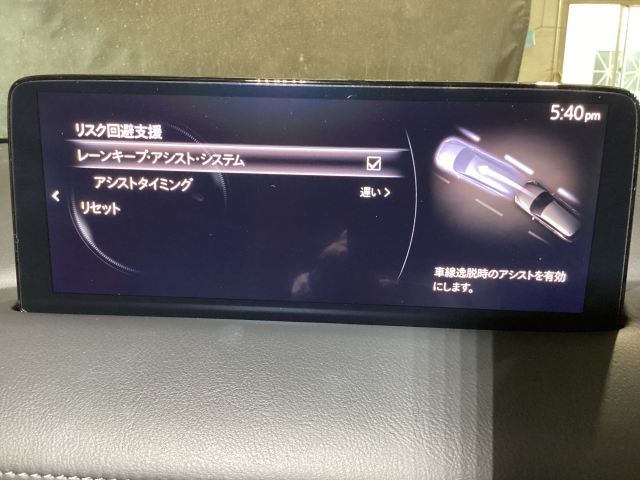 5:40pm
リスク回避支援
レーンキープ・アシスト・システム
アシストタイミング 遅い
リセット
車線逸脱時のアシストを有効
にします。